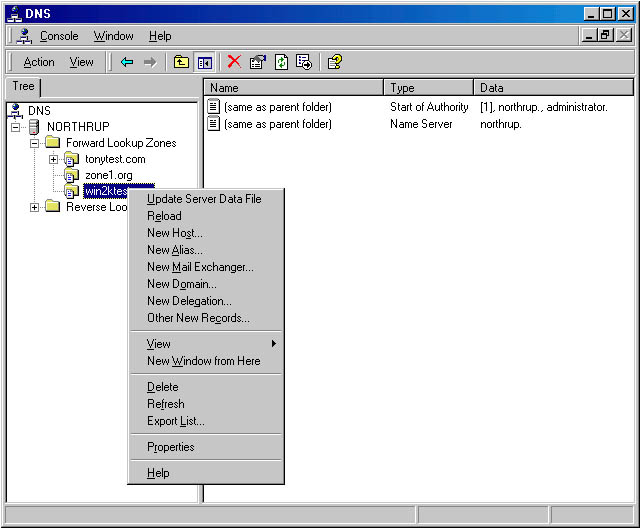 DNS
Console Window Help
Action View
Tree
Name Type Data
DNS
NORTHRUP
Forward Lookup Zones
tonytest.com
zone1.org
win2ktes
Reverse Loo
(same as parent folder) Start of Authority [1], northrup., administrator.
(same as parent folder) Name Server northrup.
Update Server Data File
Reload
New Host...
New Alias...
New Mail Exchanger...
New Domain...
New Delegation...
Other New Records...
View
New Window from Here
Delete
Refresh
Export List...
Properties
Help